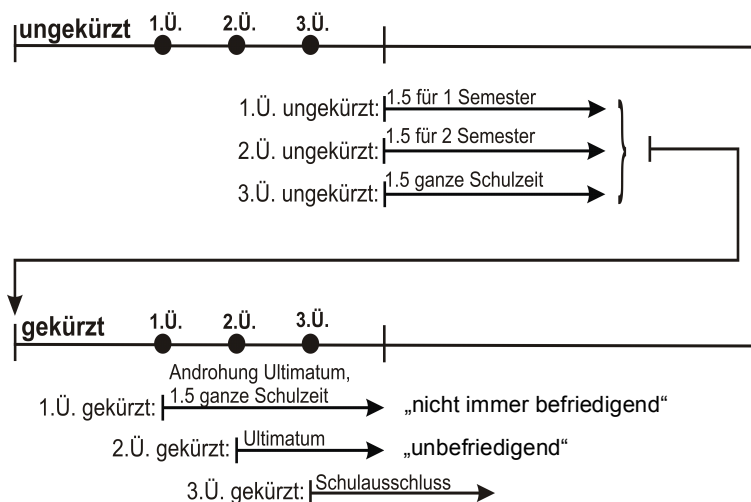 ungekürzt 1.Ü. 2.Ü. 3.Ü.
1.Ü. ungekürzt: 1.5 für 1 Semester
2.Ü. ungekürzt: 1.5 für 2 Semester
3.Ü. ungekürzt: 1.5 ganze Schulzeit
gekürzt 1.Ü. 2.Ü. 3.Ü.
Androhung Ultimatum,
1.Ü. gekürzt: 1.5 ganze Schulzeit „nicht immer befriedigend“
2.Ü. gekürzt: Ultimatum „unbefriedigend“
3.Ü. gekürzt: Schulausschluss